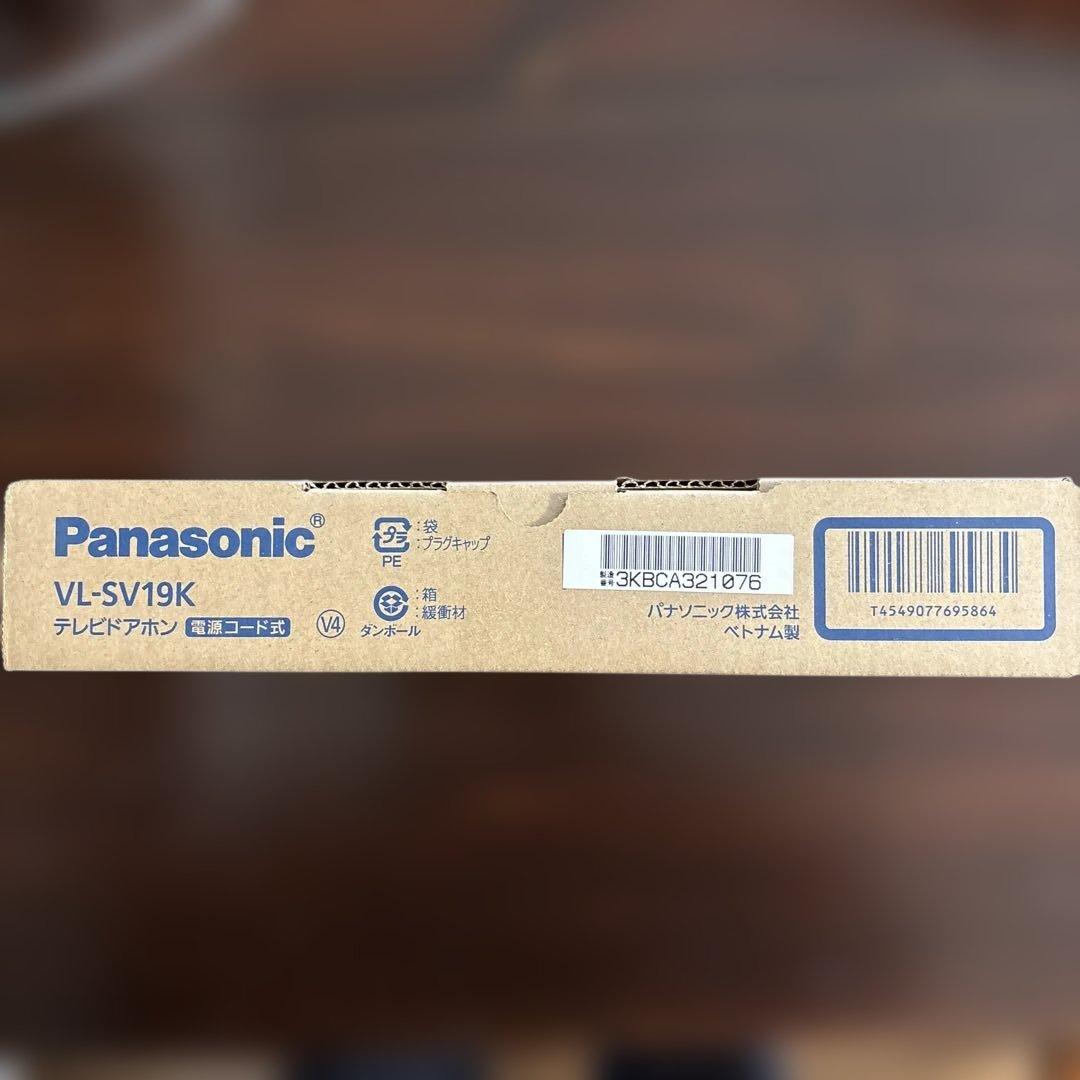 Panasonic®
VL-SV19K
テレビドアホン 電源コード式 V4
プラ :袋
:プラグキャップ
PE
:箱
:緩衝材
ダンボール
製造番号 3KBCA321076
パナソニック株式会社
ベトナム製
T4549077695864